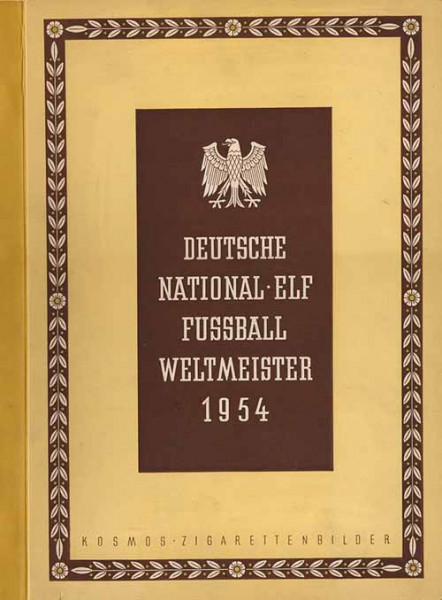 DEUTSCHE
NATIONAL·ELF
FUSSBALL
WELTMEISTER
1954
KOSMOS·ZIGARETTENBILDER